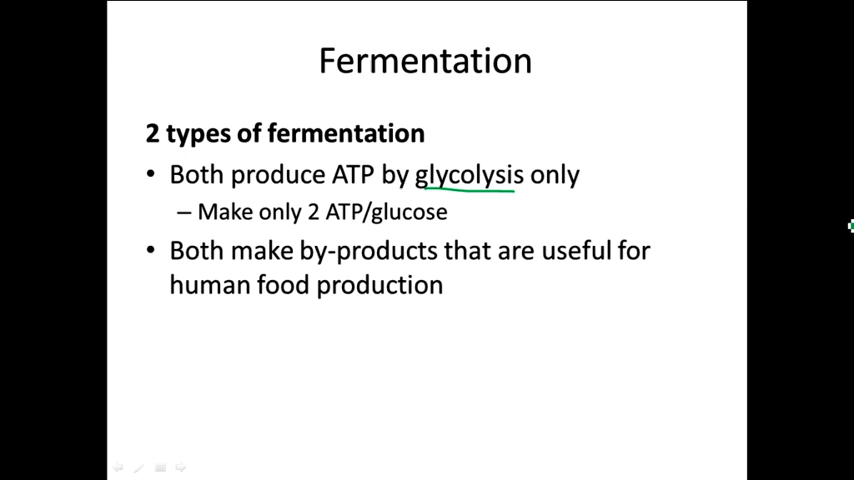 Fermentation
2 types of fermentation
• Both produce ATP by glycolysis only
– Make only 2 ATP/glucose
• Both make by-products that are useful for
human food production